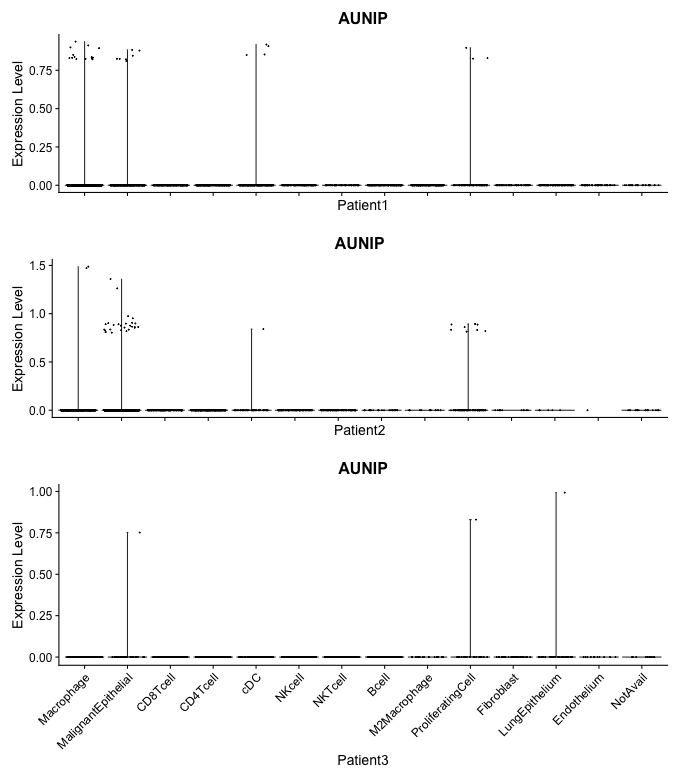 AUNIP
Expression Level
0.75
0.50
0.25
0.00
Patient1
AUNIP
Expression Level
1.5
1.0
0.5
0.0
Patient2
AUNIP
Expression Level
1.00
0.75
0.50
0.25
0.00
Macrophage
MalignantEpithelial
CD8Tcell
CD4Tcell
cDC
NKcell
NKTcell
Bcell
M2Macrophage
ProliferatingCell
Fibroblast
LungEpithelium
Endothelium
NotAvail
Patient3